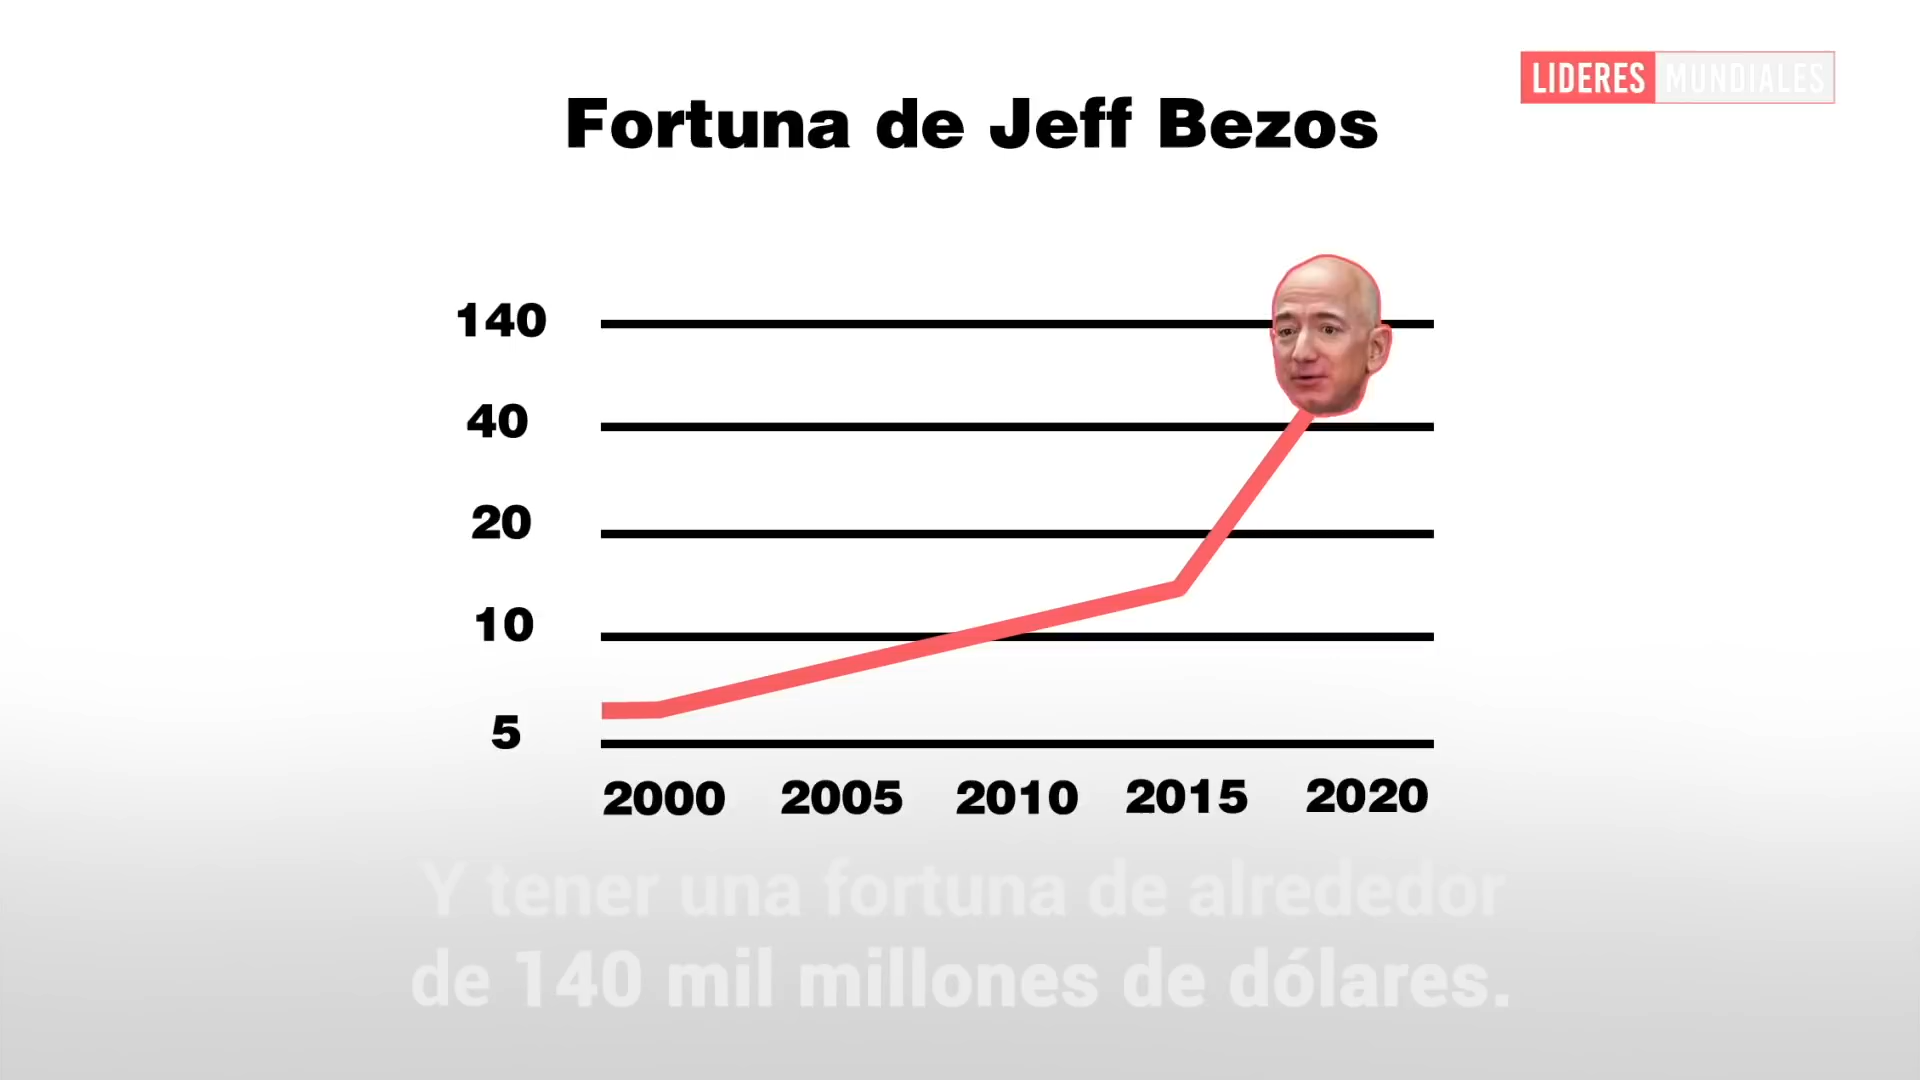 LIDERES MUNDIALES
Fortuna de Jeff Bezos
140
40
20
10
5
2000 2005 2010 2015 2020
Y tener una fortuna de alrededor
de 140 mil millones de dólares.